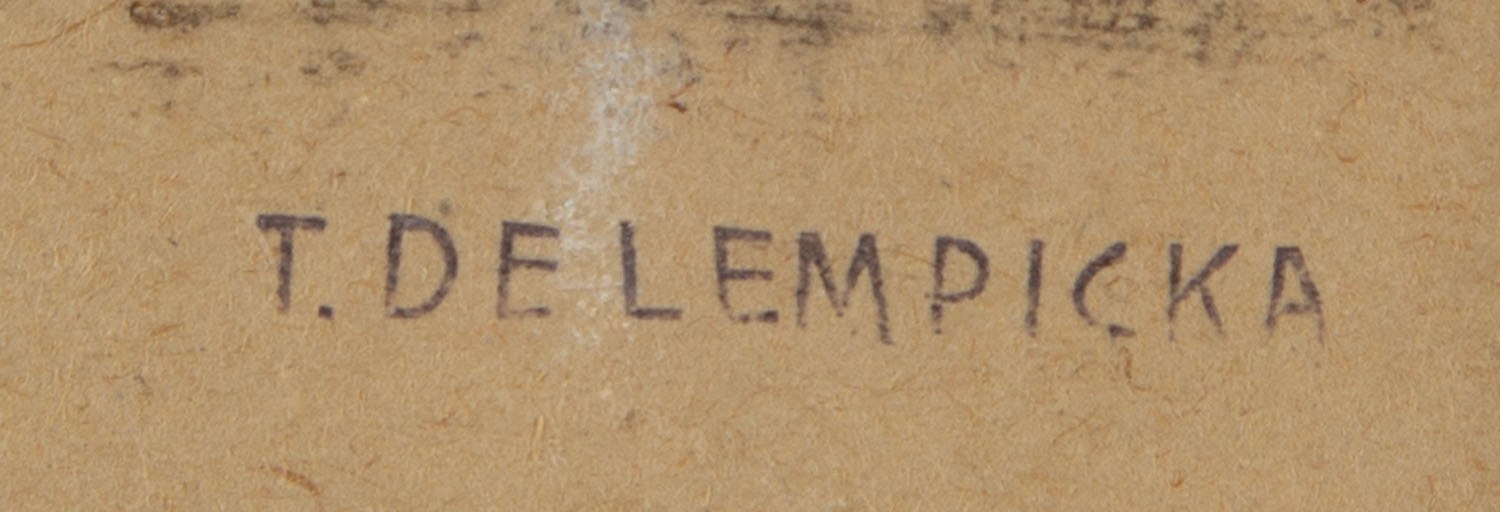 T. DE LEMPICKA